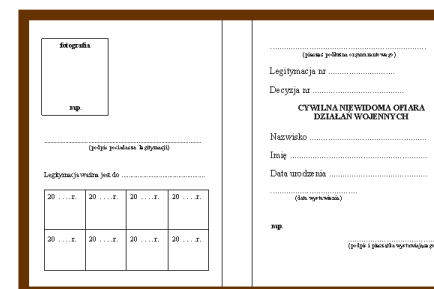 fotografia
mp.
..........................................................
(podpis posiadacza legitymacji)
Legitymacja ważna jest do ....................................
20 ....r. 20 ....r. 20 ....r. 20 ....r.
20 ....r. 20 ....r. 20 ....r. 20 ....r.
..........................................................
(pieczęć podłużna organu rentowego)
Legitymacja nr ............................
Decyzja nr .......................................
CYWILNA NIEWIDOMA OFIARA
DZIAŁAŃ WOJENNYCH
Nazwisko ..................................................
Imię ..........................................................
Data urodzenia ..........................................
......................................
(data wystawienia)
mp.
......................................
(podpis i pieczątka wystawiającego